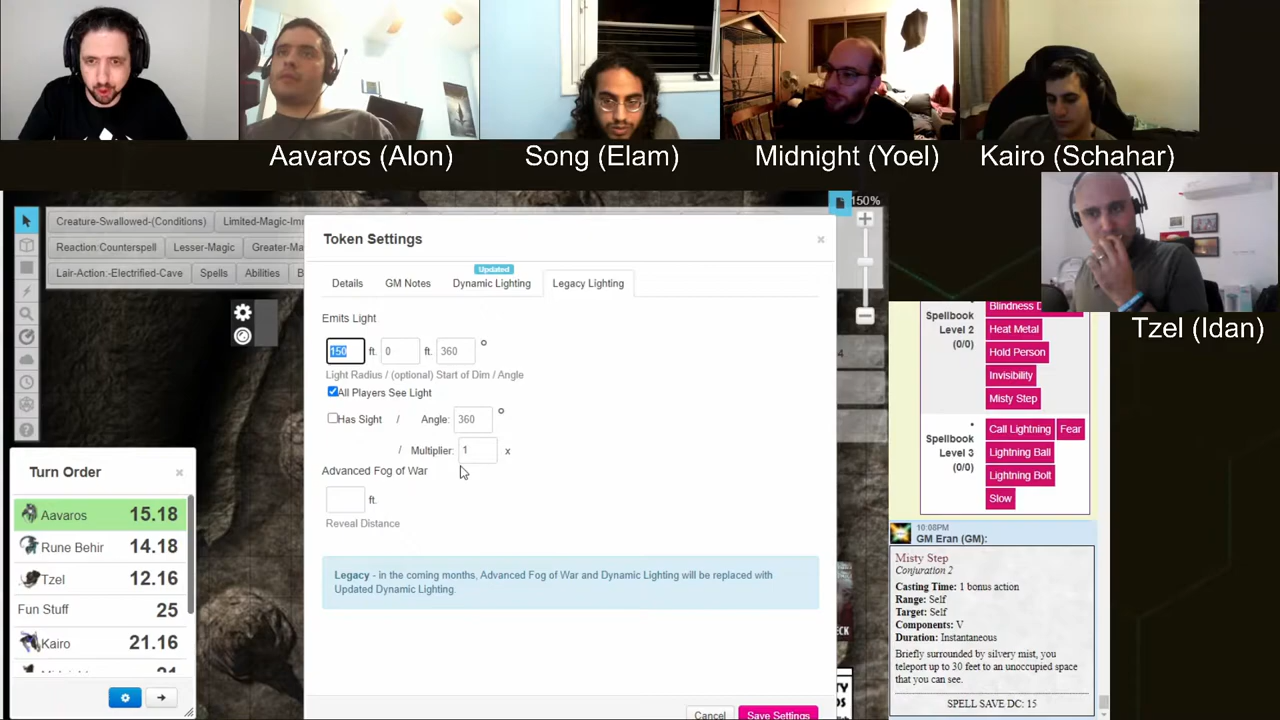 Aavaros (Alon)
Song (Elam)
Midnight (Yoel)
Kairo (Schahar)
Tzel (Idan)
150%
Creature-Swallowed-(Conditions)
Reaction:Counterspell
Lesser-Magic
Lair-Action:-Electrified-Cave
Spells
Abilities
Token Settings
×
Details
GM Notes
Updated
Dynamic Lighting
Legacy Lighting
Emits Light
150 ft. 0 ft. 360 °
Light Radius / (optional) Start of Dim / Angle
All Players See Light
Has Sight / Angle: 360 °
/ Multiplier: 1 x
Advanced Fog of War
ft.
Reveal Distance
Legacy - in the coming months, Advanced Fog of War and Dynamic Lighting will be replaced with
Updated Dynamic Lighting.
Cancel
Save Settings
Turn Order ×
Aavaros 15.18
Rune Behir 14.18
Tzel 12.16
Fun Stuff 25
Kairo 21.16
Spellbook
Level 2
(0/0)
Heat Metal
Hold Person
Invisibility
Misty Step
Spellbook
Level 3
(0/0)
Call Lightning
Fear
Lightning Ball
Lightning Bolt
Slow
10:08PM
GM Eran (GM):
Misty Step
Conjuration 2
Casting Time: 1 bonus action
Range: Self
Target: Self
Components: V
Duration: Instantaneous
Briefly surrounded by silvery mist, you
teleport up to 30 feet to an unoccupied space
that you can see.
SPELL SAVE DC: 15